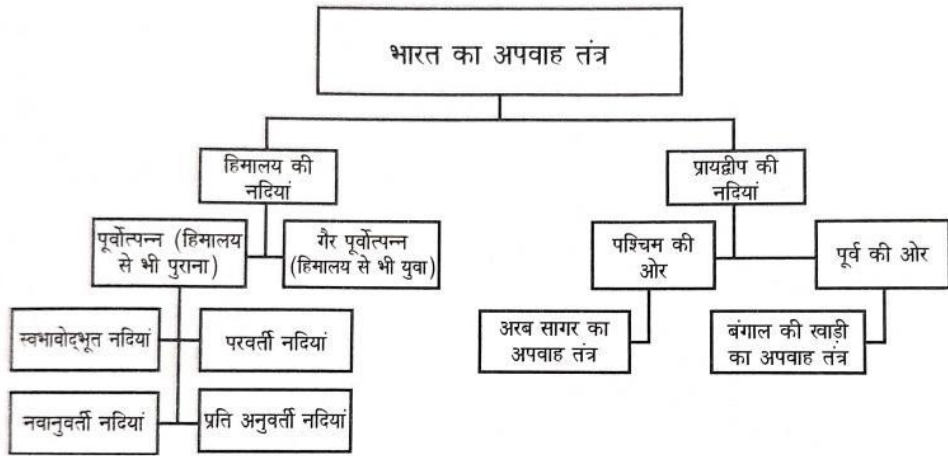 भारत का अपवाह तंत्र
हिमालय की
नदियां
प्रायद्वीप की
नदियां
पूर्वोत्पन्न (हिमालय
से भी पुराना)
गैर पूर्वोत्पन्न
(हिमालय से भी युवा)
पश्चिम की
ओर
पूर्व की ओर
स्वभावोद्भूत नदियां
परवर्ती नदियां
अरब सागर का
अपवाह तंत्र
बंगाल की खाड़ी
का अपवाह तंत्र
नवानुवर्ती नदियां
प्रति अनुवर्ती नदियां